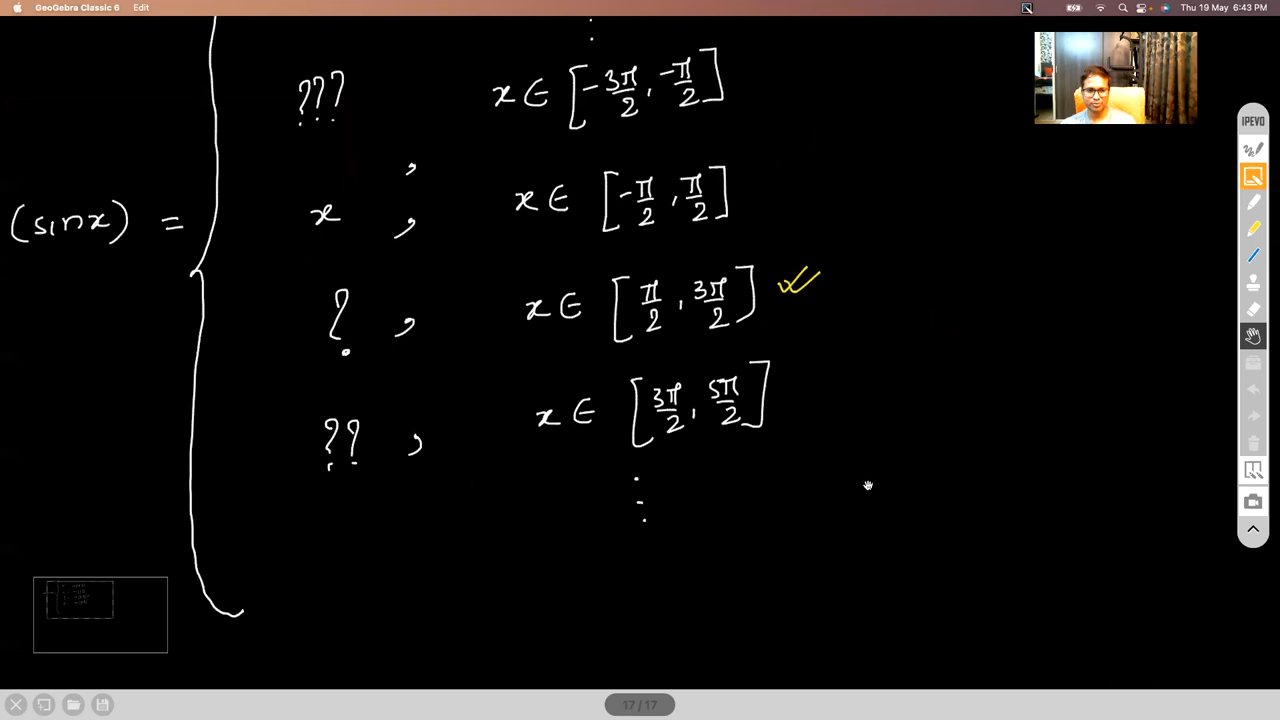 GeoGebra Classic 6 Edit Thu 19 May 6:43 PM
⋮
??? , x ∈ [-3π/2, -π/2]
IPEVO
(sinx) = x , x ∈ [-π/2, π/2]
? , x ∈ [π/2, 3π/2]
?? , x ∈ [3π/2, 5π/2]
⋮
17 / 17